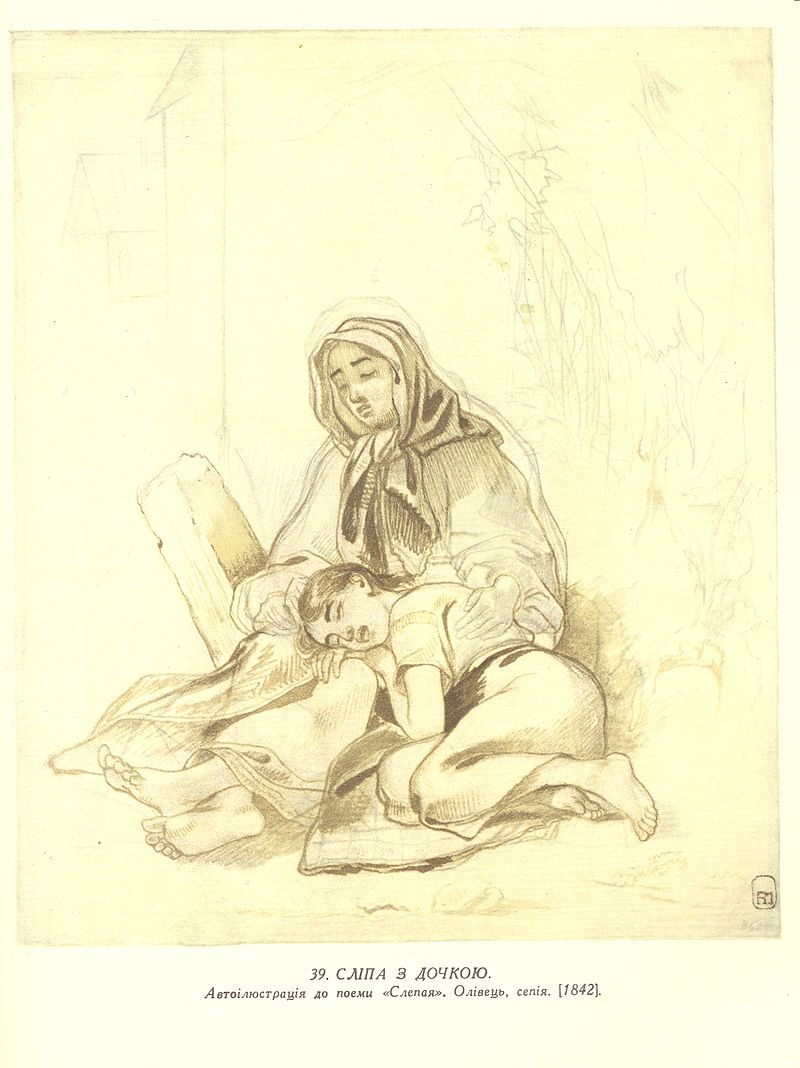 39. СЛІПА З ДОЧКОЮ.
Автоілюстрація до поеми «Слепая». Олівець, сепія. [1842].